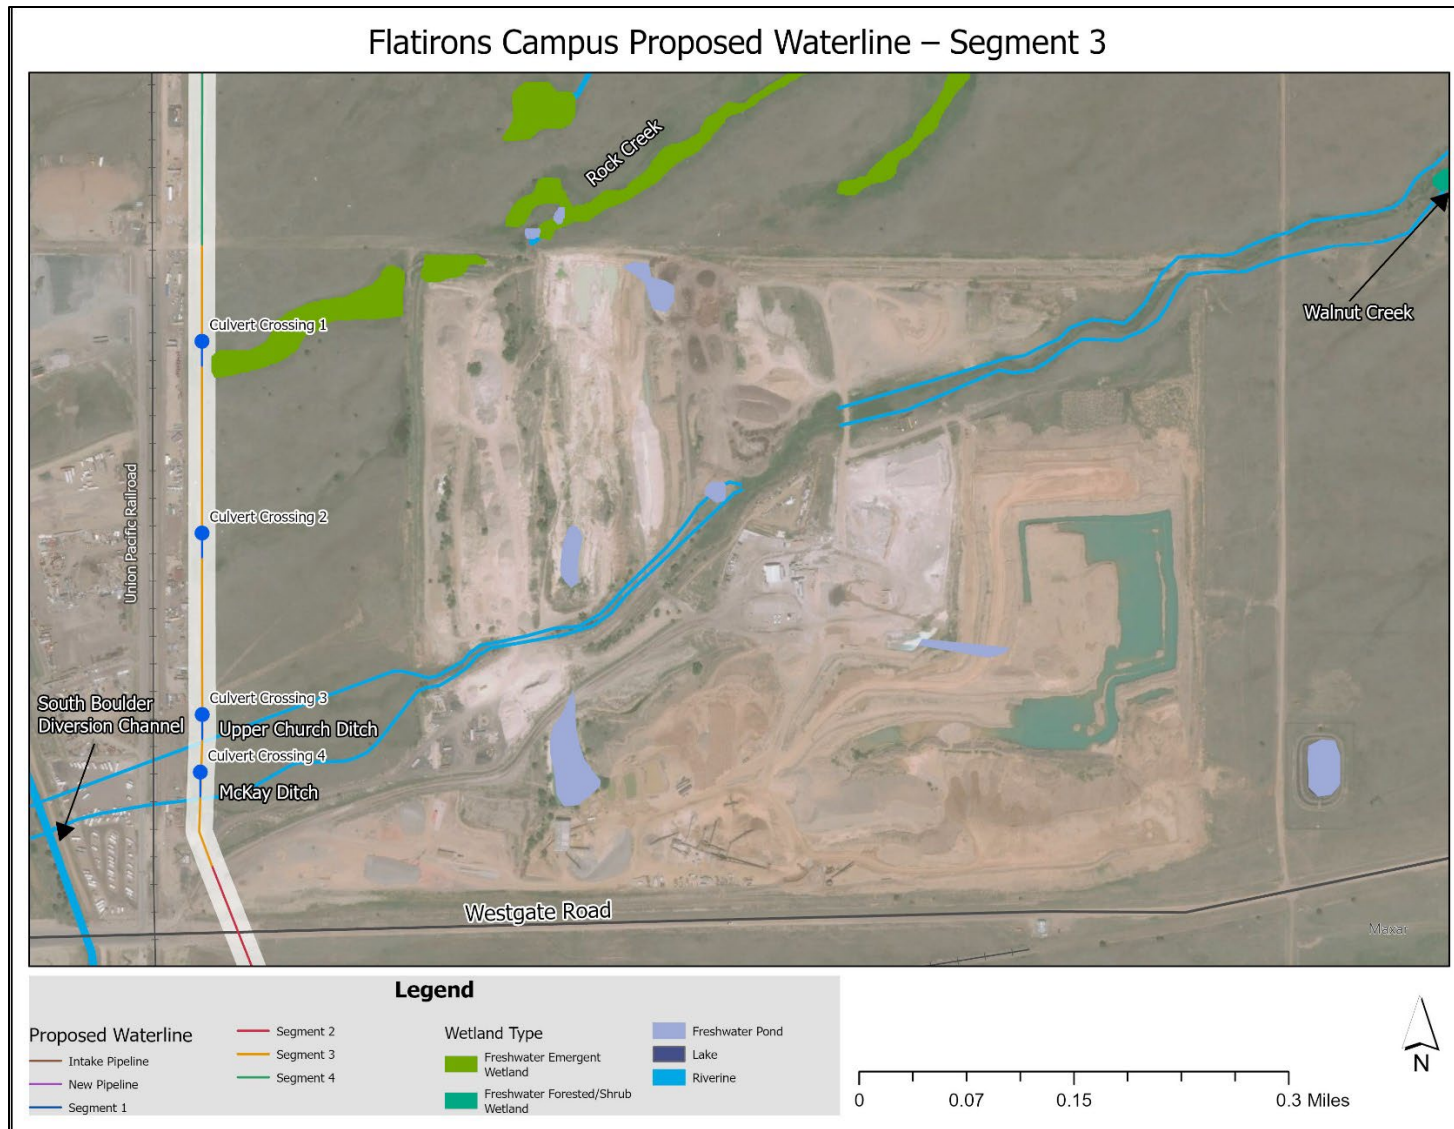 Flatirons Campus Proposed Waterline – Segment 3
Rock Creek
Walnut Creek
Culvert Crossing 1
Union Pacific Railroad
Culvert Crossing 2
South Boulder
Diversion Channel
Culvert Crossing 3
Upper Church Ditch
Culvert Crossing 4
McKay Ditch
Westgate Road
Maxar
Legend
Proposed Waterline
Intake Pipeline
New Pipeline
Segment 1
Segment 2
Segment 3
Segment 4
Wetland Type
Freshwater Emergent
Wetland
Freshwater Forested/Shrub
Wetland
Freshwater Pond
Lake
Riverine
0 0.07 0.15 0.3 Miles
N